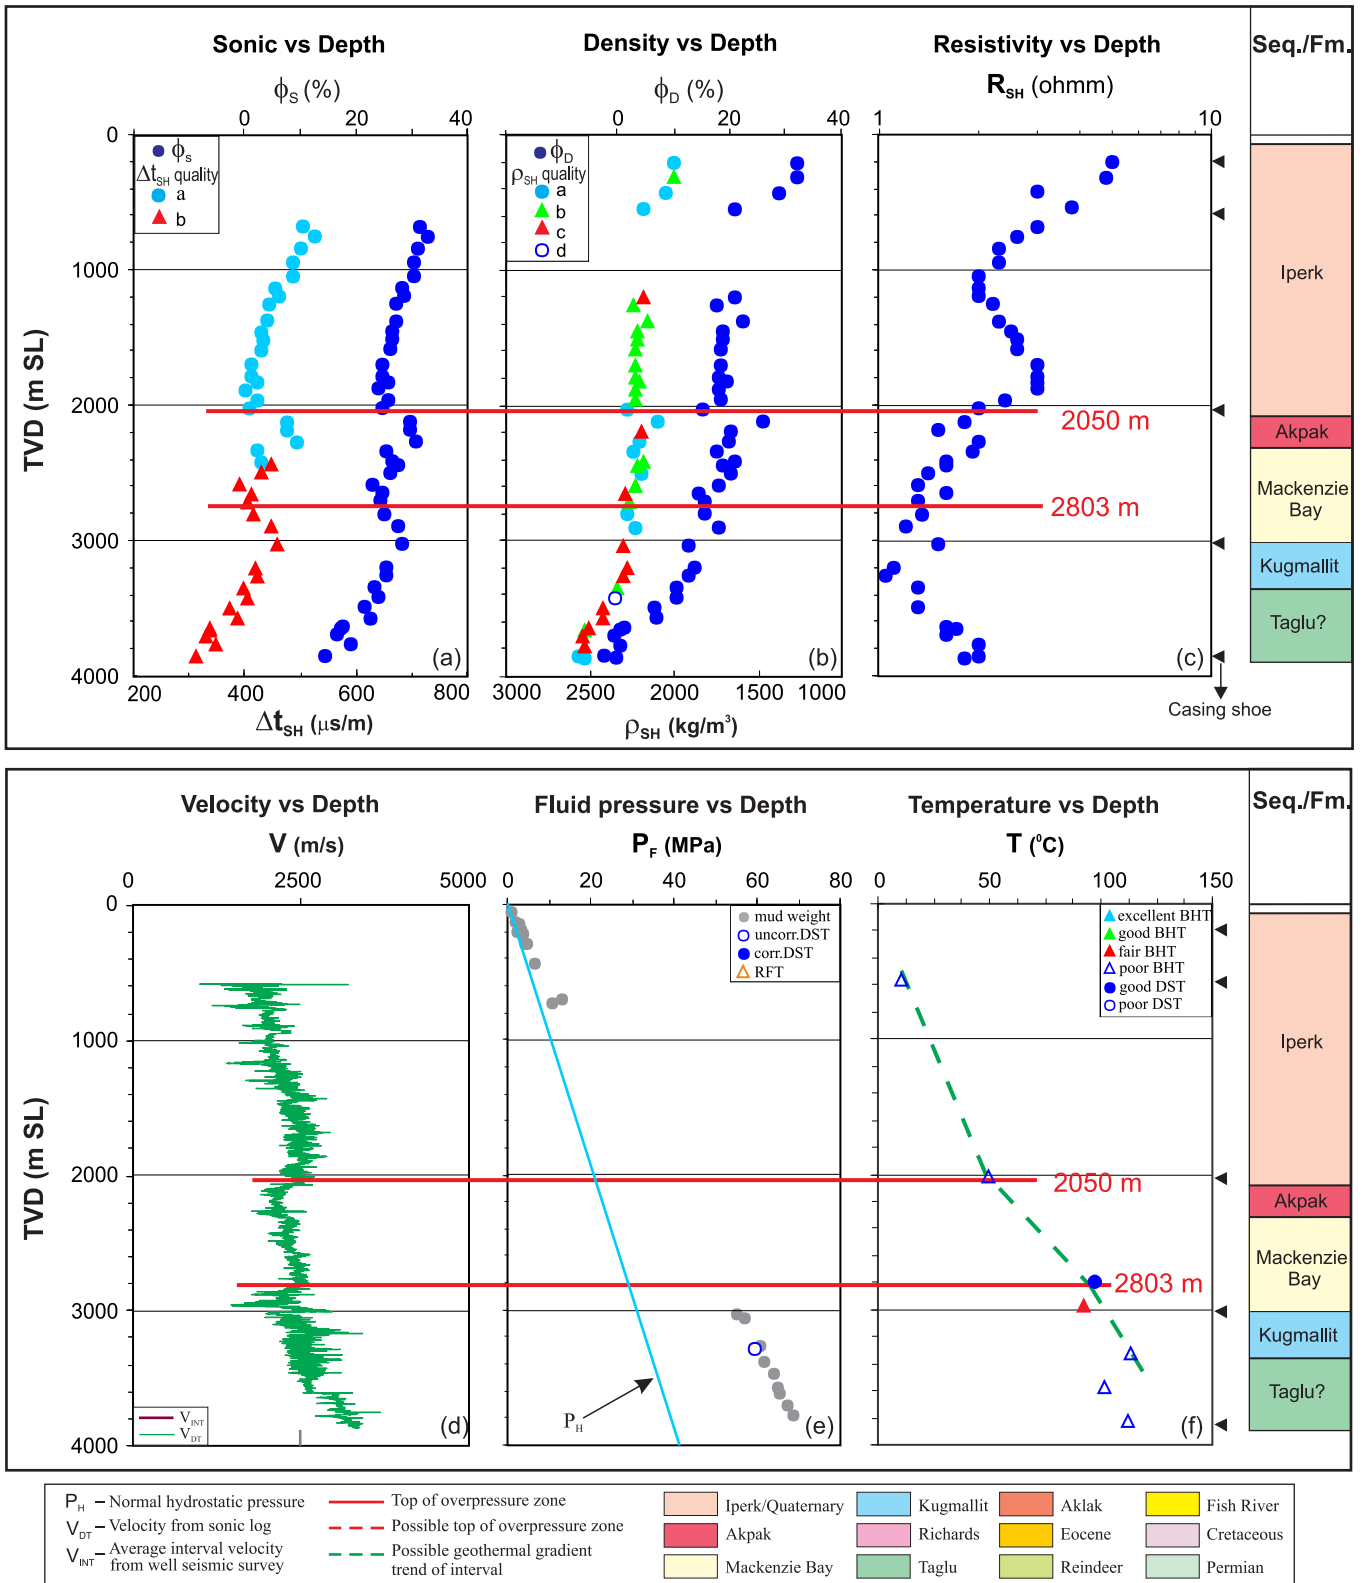 Sonic vs Depth
Density vs Depth
Resistivity vs Depth
Seq./Fm.
ϕS (%)
ϕD (%)
RSH (ohmm)
0 20 40
0 10 20 40
1 10
0
1000
2000
3000
4000
TVD (m SL)
ϕs
ΔtSH quality
a
b
ϕD
ρSH quality
a
b
c
d
2050 m
2803 m
(a)
(b)
(c)
Iperk
Akpak
Mackenzie
Bay
Kugmallit
Taglu?
200 400 600 800
3000 2500 2000 1500 1000
Casing shoe
ΔtSH (μs/m)
ρSH (kg/m³)
Velocity vs Depth
Fluid pressure vs Depth
Temperature vs Depth
Seq./Fm.
V (m/s)
PF (MPa)
T (⁰C)
0 2500 5000
0 20 40 60 80
0 50 100 150
0
1000
2000
3000
4000
TVD (m SL)
mud weight
uncorr.DST
corr.DST
RFT
excellent BHT
good BHT
fair BHT
poor BHT
good DST
poor DST
2050 m
2803 m
PH
VINT
VDT
(d)
(e)
(f)
Iperk
Akpak
Mackenzie
Bay
Kugmallit
Taglu?
PH – Normal hydrostatic pressure
VDT – Velocity from sonic log
VINT – Average interval velocity
from well seismic survey
Top of overpressure zone
Possible top of overpressure zone
Possible geothermal gradient
trend of interval
Iperk/Quaternary
Kugmallit
Aklak
Fish River
Akpak
Richards
Eocene
Cretaceous
Mackenzie Bay
Taglu
Reindeer
Permian